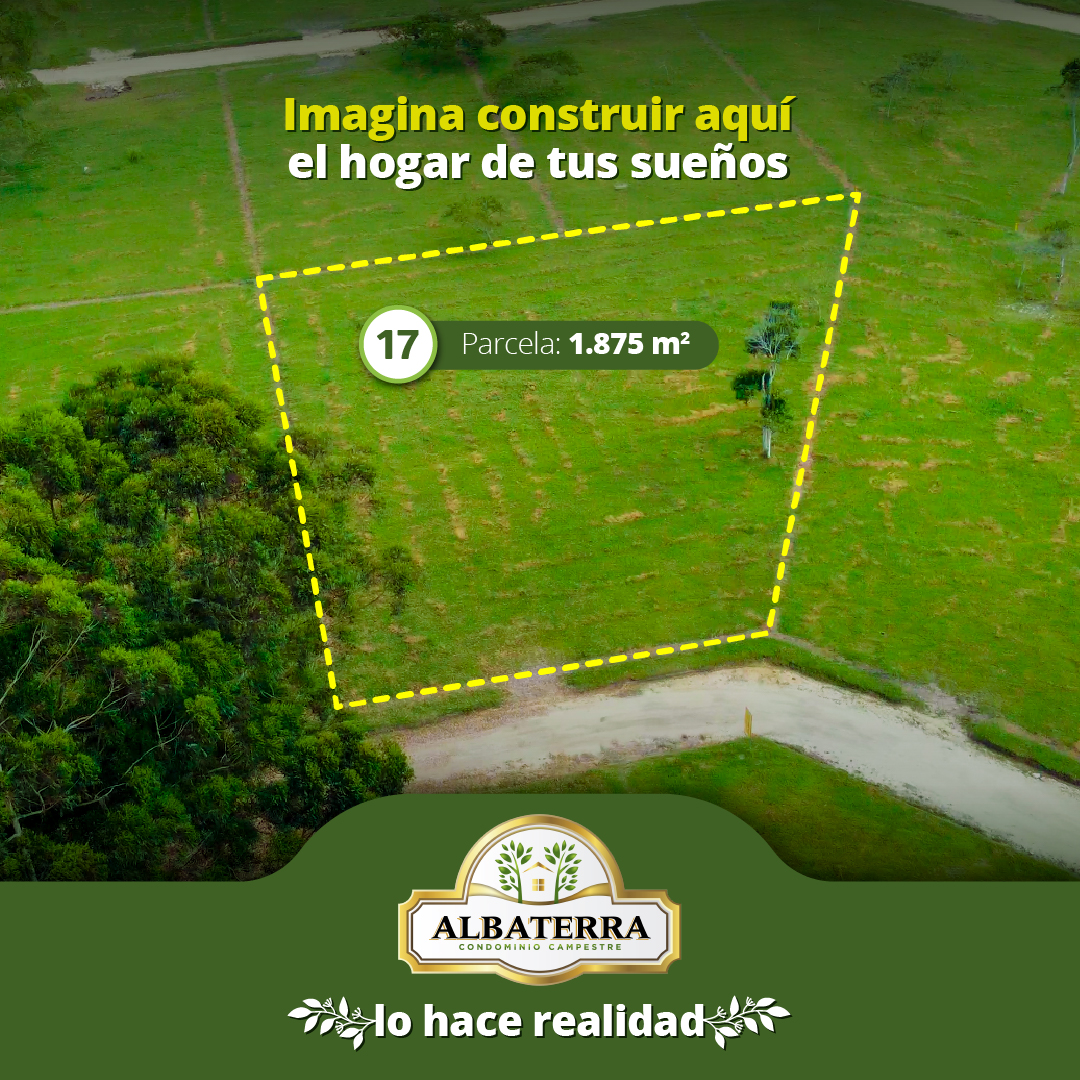 Imagina construir aquí
el hogar de tus sueños
17 Parcela: 1.875 m²
ALBATERRA
CONDOMINIO CAMPESTRE
lo hace realidad